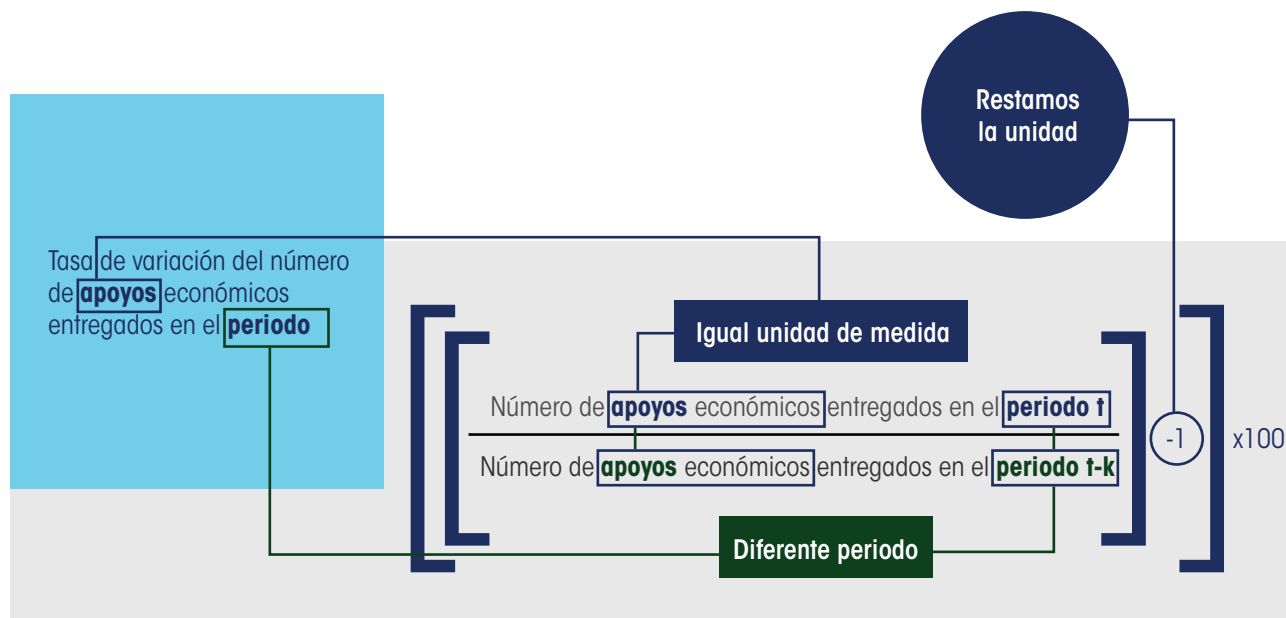 Restamos
la unidad
Tasa de variación del número
de apoyos económicos
entregados en el periodo
Igual unidad de medida
Número de apoyos económicos entregados en el periodo t
Número de apoyos económicos entregados en el periodo t-k
-1
x100
Diferente periodo